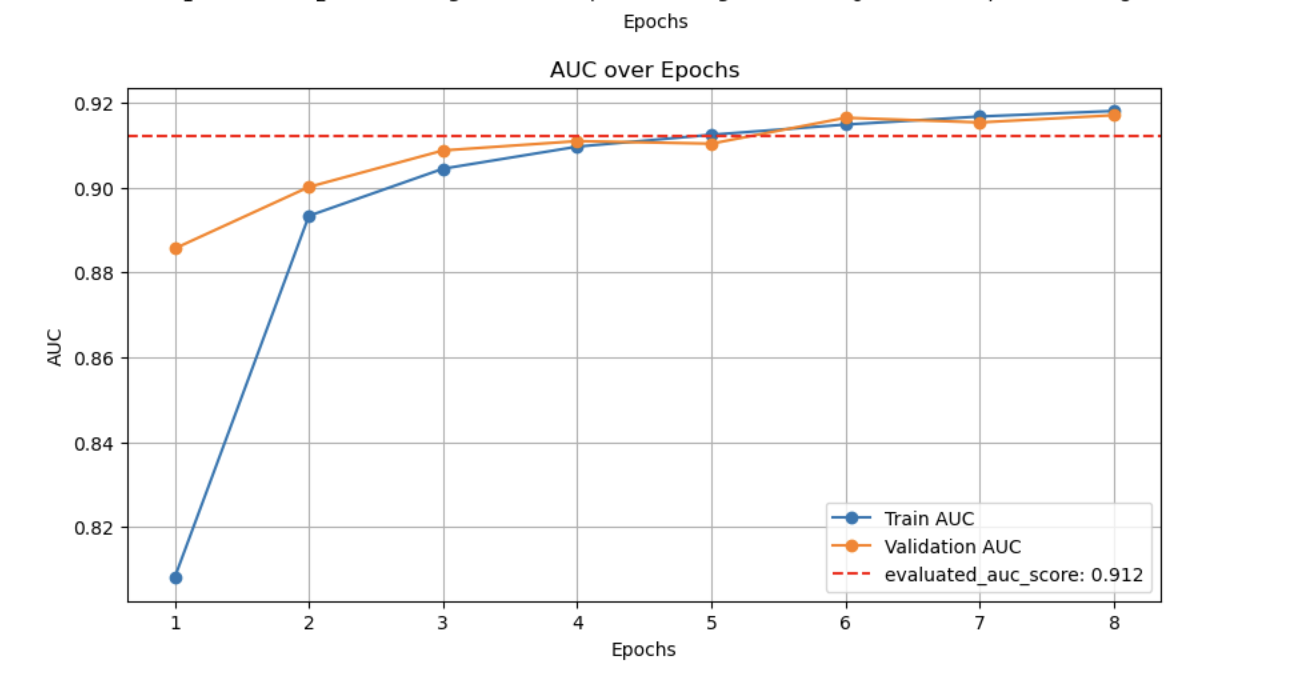 Epochs
AUC over Epochs
0.92
0.90
0.88
0.86
0.84
0.82
AUC
Train AUC
Validation AUC
evaluated_auc_score: 0.912
1 2 3 4 5 6 7 8
Epochs